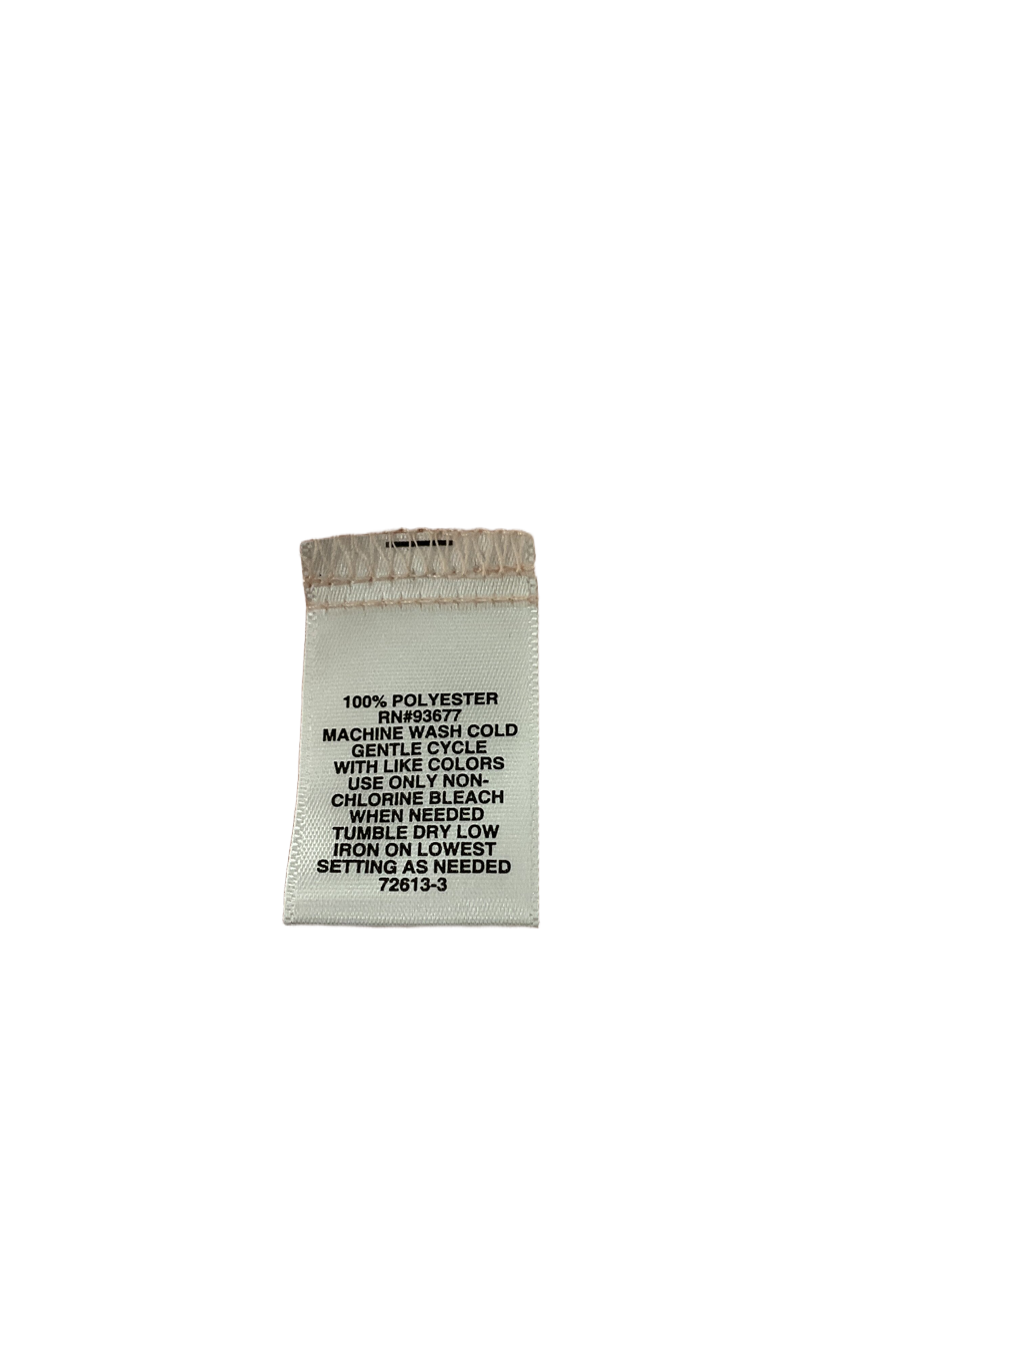 100% POLYESTER
RN#93677
MACHINE WASH COLD
GENTLE CYCLE
WITH LIKE COLORS
USE ONLY NON-
CHLORINE BLEACH
WHEN NEEDED
TUMBLE DRY LOW
IRON ON LOWEST
SETTING AS NEEDED
72613-3